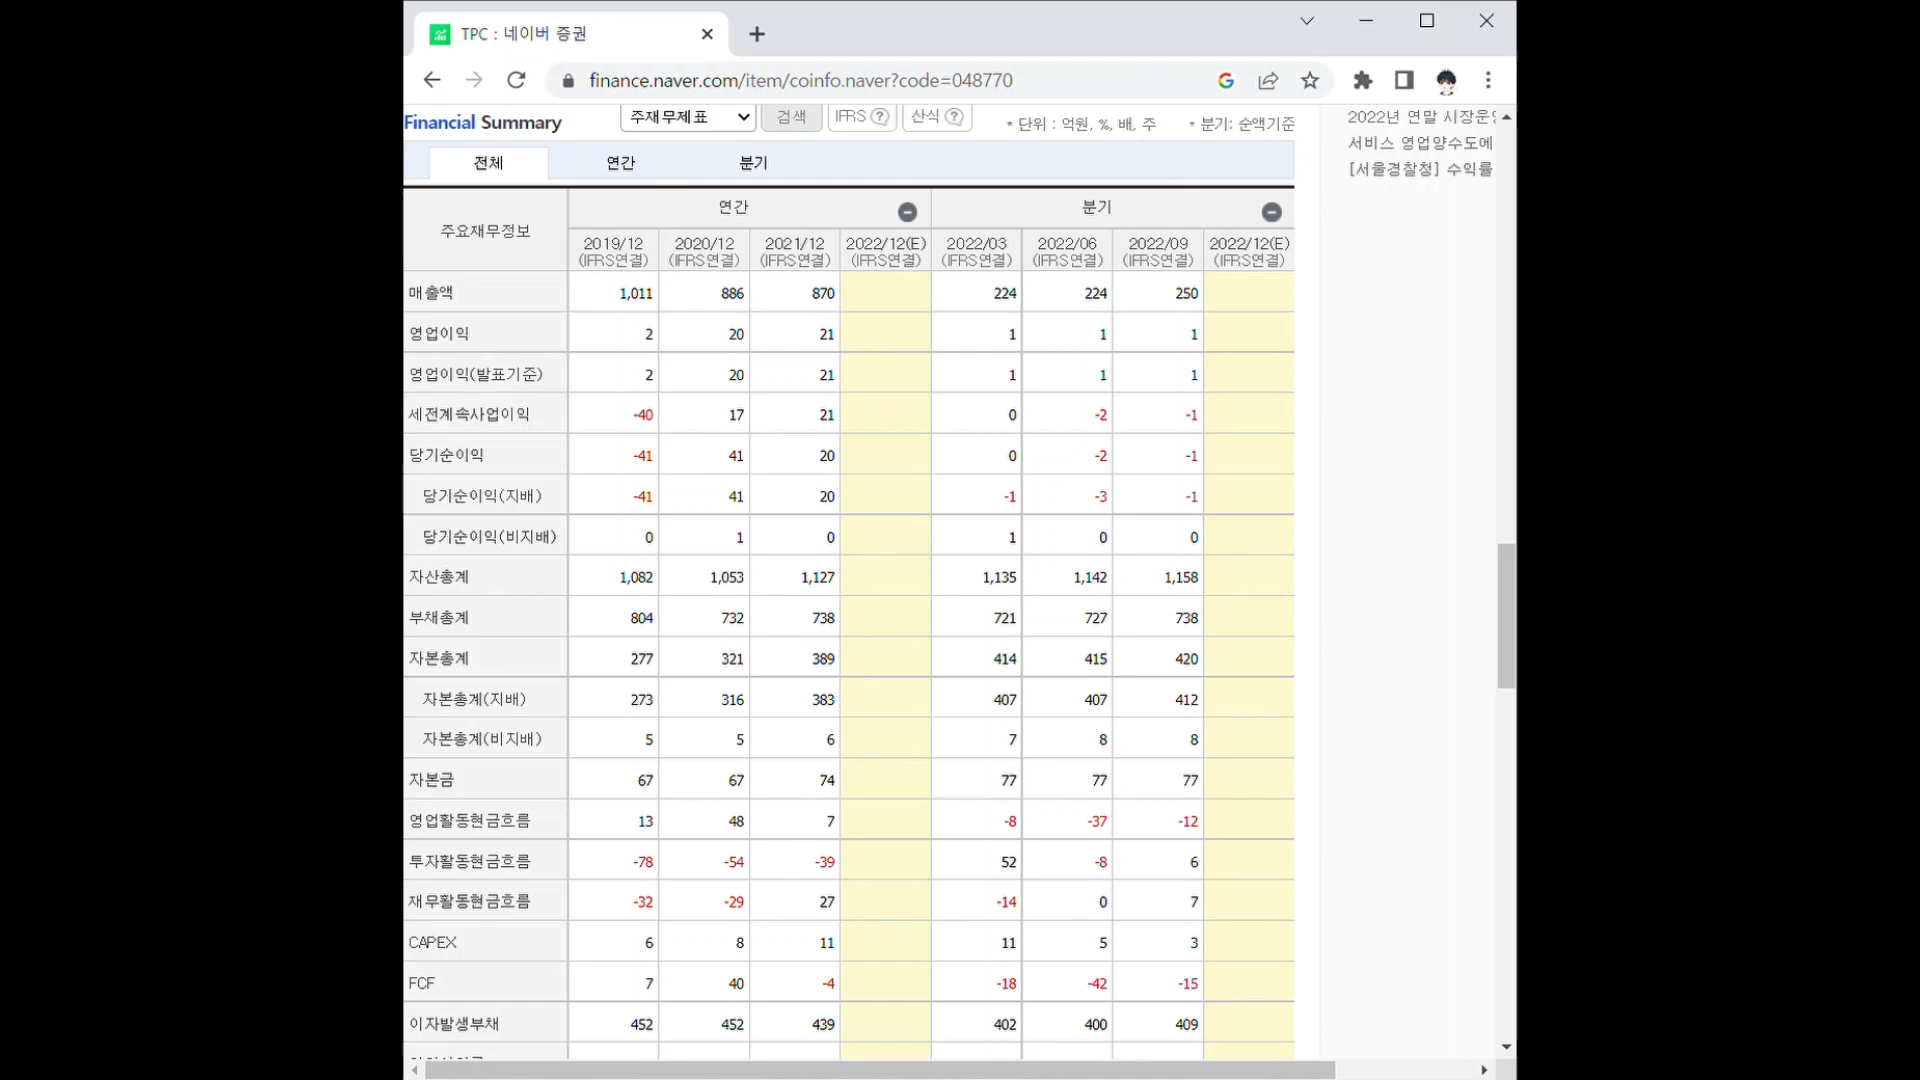 TPC : 네이버 증권
finance.naver.com/item/coinfo.naver?code=048770
Financial Summary 주재무제표 검색 IFRS ? 산식 ? * 단위 : 억원, %, 배, 주 * 분기: 순액기준
전체 연간 분기
주요재무정보 연간 분기
2019/12 2020/12 2021/12 2022/12(E) 2022/03 2022/06 2022/09 2022/12(E)
(IFRS연결) (IFRS연결) (IFRS연결) (IFRS연결) (IFRS연결) (IFRS연결) (IFRS연결) (IFRS연결)
매출액 1,011 886 870 224 224 250
영업이익 2 20 21 1 1 1
영업이익(발표기준) 2 20 21 1 1 1
세전계속사업이익 -40 17 21 0 -2 -1
당기순이익 -41 41 20 0 -2 -1
당기순이익(지배) -41 41 20 -1 -3 -1
당기순이익(비지배) 0 1 0 1 0 0
자산총계 1,082 1,053 1,127 1,135 1,142 1,158
부채총계 804 732 738 721 727 738
자본총계 277 321 389 414 415 420
자본총계(지배) 273 316 383 407 407 412
자본총계(비지배) 5 5 6 7 8 8
자본금 67 67 74 77 77 77
영업활동현금흐름 13 48 7 -8 -37 -12
투자활동현금흐름 -78 -54 -39 52 -8 6
재무활동현금흐름 -32 -29 27 -14 0 7
CAPEX 6 8 11 11 5 3
FCF 7 40 -4 -18 -42 -15
이자발생부채 452 452 439 402 400 409
2022년 연말 시장운영
서비스 영업양수도에
[서울경찰청] 수익률